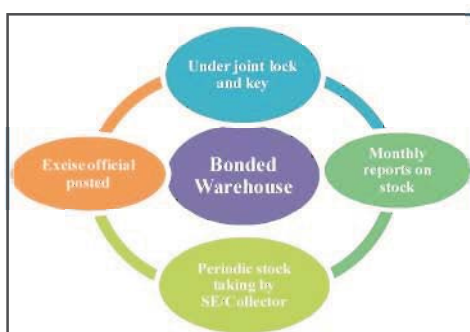 Under joint lock
and key
Excise official
posted
Bonded
Warehouse
Monthly
reports on
stock
Periodic stock
taking by
SE/Collector